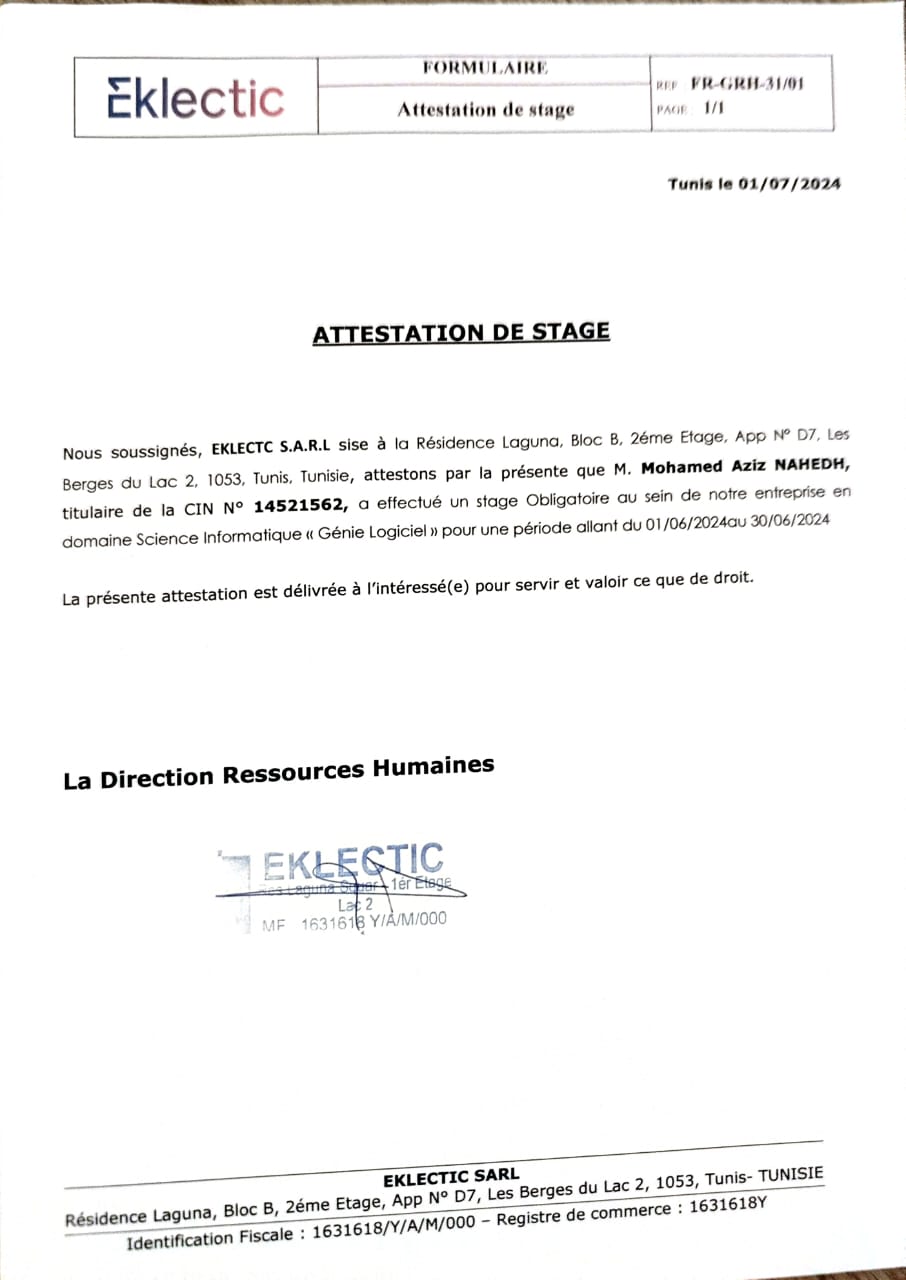 Eklectic
FORMULAIRE
Attestation de stage
REF FR-GRH-31/01
PAGE 1/1
Tunis le 01/07/2024
ATTESTATION DE STAGE
Nous soussignés, EKLECTC S.A.R.L sise à la Résidence Laguna, Bloc B, 2éme Etage, App N° D7, Les
Berges du Lac 2, 1053, Tunis, Tunisie, attestons par la présente que M. Mohamed Aziz NAHEDH,
titulaire de la CIN N° 14521562, a effectué un stage Obligatoire au sein de notre entreprise en
domaine Science Informatique « Génie Logiciel » pour une période allant du 01/06/2024au 30/06/2024
La présente attestation est délivrée à l'intéressé(e) pour servir et valoir ce que de droit.
La Direction Ressources Humaines
EKLECTIC
Laguna 1ér Etage
Lac 2
MF 1631618 Y/A/M/000
EKLECTIC SARL
Résidence Laguna, Bloc B, 2éme Etage, App N° D7, Les Berges du Lac 2, 1053, Tunis- TUNISIE
Identification Fiscale : 1631618/Y/A/M/000 – Registre de commerce : 1631618Y